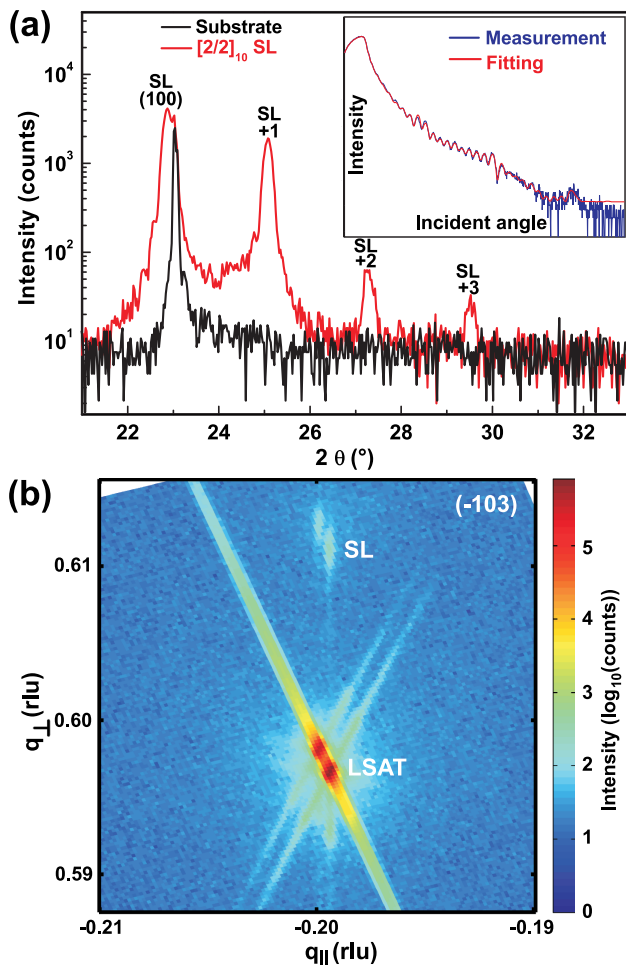 (a)
Substrate
[2/2]10 SL
SL
(100)
SL
+1
SL
+2
SL
+3
Intensity (counts)
10^4
10^3
10^2
10^1
22 24 26 28 30 32
2 θ (°)
Measurement
Fitting
Intensity
Incident angle
(b)
(-103)
SL
LSAT
q⊥ (rlu)
0.61
0.60
0.59
-0.21 -0.20 -0.19
q|| (rlu)
5
4
3
2
1
0
Intensity (log10(counts))